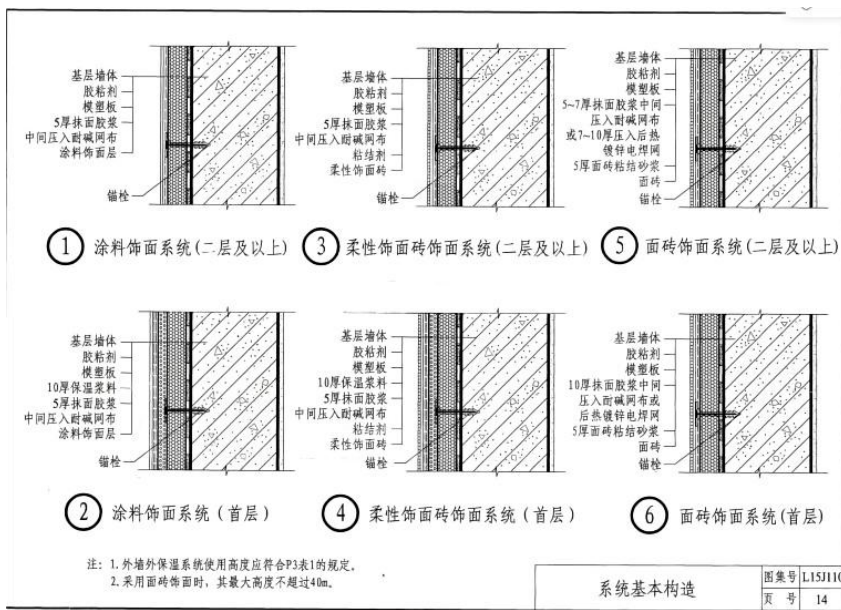 基层墙体
胶粘剂
模塑板
5厚抹面胶浆
中间压入耐碱网布
涂料饰面层
锚栓
① 涂料饰面系统(二层及以上)
基层墙体
胶粘剂
模塑板
5厚抹面胶浆
中间压入耐碱网布
粘结剂
柔性饰面砖
锚栓
③ 柔性饰面砖饰面系统(二层及以上)
基层墙体
胶粘剂
模塑板
5~7厚抹面胶浆中间
压入耐碱网布
或7~10厚压入后热
镀锌电焊网
5厚面砖粘结砂浆
面砖
锚栓
⑤ 面砖饰面系统(二层及以上)
基层墙体
胶粘剂
模塑板
10厚保温浆料
5厚抹面胶浆
中间压入耐碱网布
涂料饰面层
锚栓
② 涂料饰面系统(首层)
基层墙体
胶粘剂
模塑板
10厚保温浆料
5厚抹面胶浆
中间压入耐碱网布
粘结剂
柔性饰面砖
锚栓
④ 柔性饰面砖饰面系统(首层)
基层墙体
胶粘剂
模塑板
10厚抹面胶浆中间
压入耐碱网布或
后热镀锌电焊网
5厚面砖粘结砂浆
面砖
锚栓
⑥ 面砖饰面系统(首层)
注: 1.外墙外保温系统使用高度应符合P3表1的规定。
2.采用面砖饰面时,其最大高度不超过40m。
系统基本构造
图集号 L15J110
页 号 14